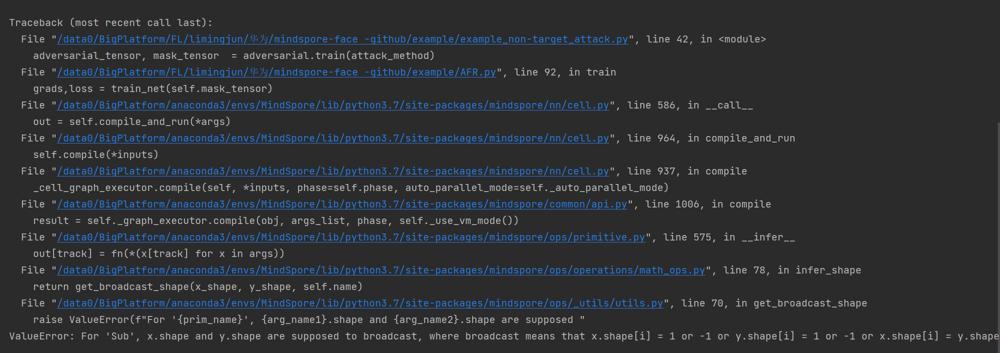 Traceback (most recent call last):
  File "/data0/BigPlatform/FL/limingjun/华为/mindspore-face -github/example/example_non-target_attack.py", line 42, in <module>
    adversarial_tensor, mask_tensor  = adversarial.train(attack_method)
  File "/data0/BigPlatform/FL/limingjun/华为/mindspore-face -github/example/AFR.py", line 92, in train
    grads,loss = train_net(self.mask_tensor)
  File "/data0/BigPlatform/anaconda3/envs/MindSpore/lib/python3.7/site-packages/mindspore/nn/cell.py", line 586, in __call__
    out = self.compile_and_run(*args)
  File "/data0/BigPlatform/anaconda3/envs/MindSpore/lib/python3.7/site-packages/mindspore/nn/cell.py", line 964, in compile_and_run
    self.compile(*inputs)
  File "/data0/BigPlatform/anaconda3/envs/MindSpore/lib/python3.7/site-packages/mindspore/nn/cell.py", line 937, in compile
    _cell_graph_executor.compile(self, *inputs, phase=self.phase, auto_parallel_mode=self._auto_parallel_mode)
  File "/data0/BigPlatform/anaconda3/envs/MindSpore/lib/python3.7/site-packages/mindspore/common/api.py", line 1006, in compile
    result = self._graph_executor.compile(obj, args_list, phase, self._use_vm_mode())
  File "/data0/BigPlatform/anaconda3/envs/MindSpore/lib/python3.7/site-packages/mindspore/ops/primitive.py", line 575, in __infer__
    out[track] = fn(*(x[track] for x in args))
  File "/data0/BigPlatform/anaconda3/envs/MindSpore/lib/python3.7/site-packages/mindspore/ops/operations/math_ops.py", line 78, in infer_shape
    return get_broadcast_shape(x_shape, y_shape, self.name)
  File "/data0/BigPlatform/anaconda3/envs/MindSpore/lib/python3.7/site-packages/mindspore/ops/_utils/utils.py", line 70, in get_broadcast_shape
    raise ValueError(f"For '{prim_name}', {arg_name1}.shape and {arg_name2}.shape are supposed "
ValueError: For 'Sub', x.shape and y.shape are supposed to broadcast, where broadcast means that x.shape[i] = 1 or -1 or y.shape[i] = 1 or -1 or x.shape[i] = y.shape